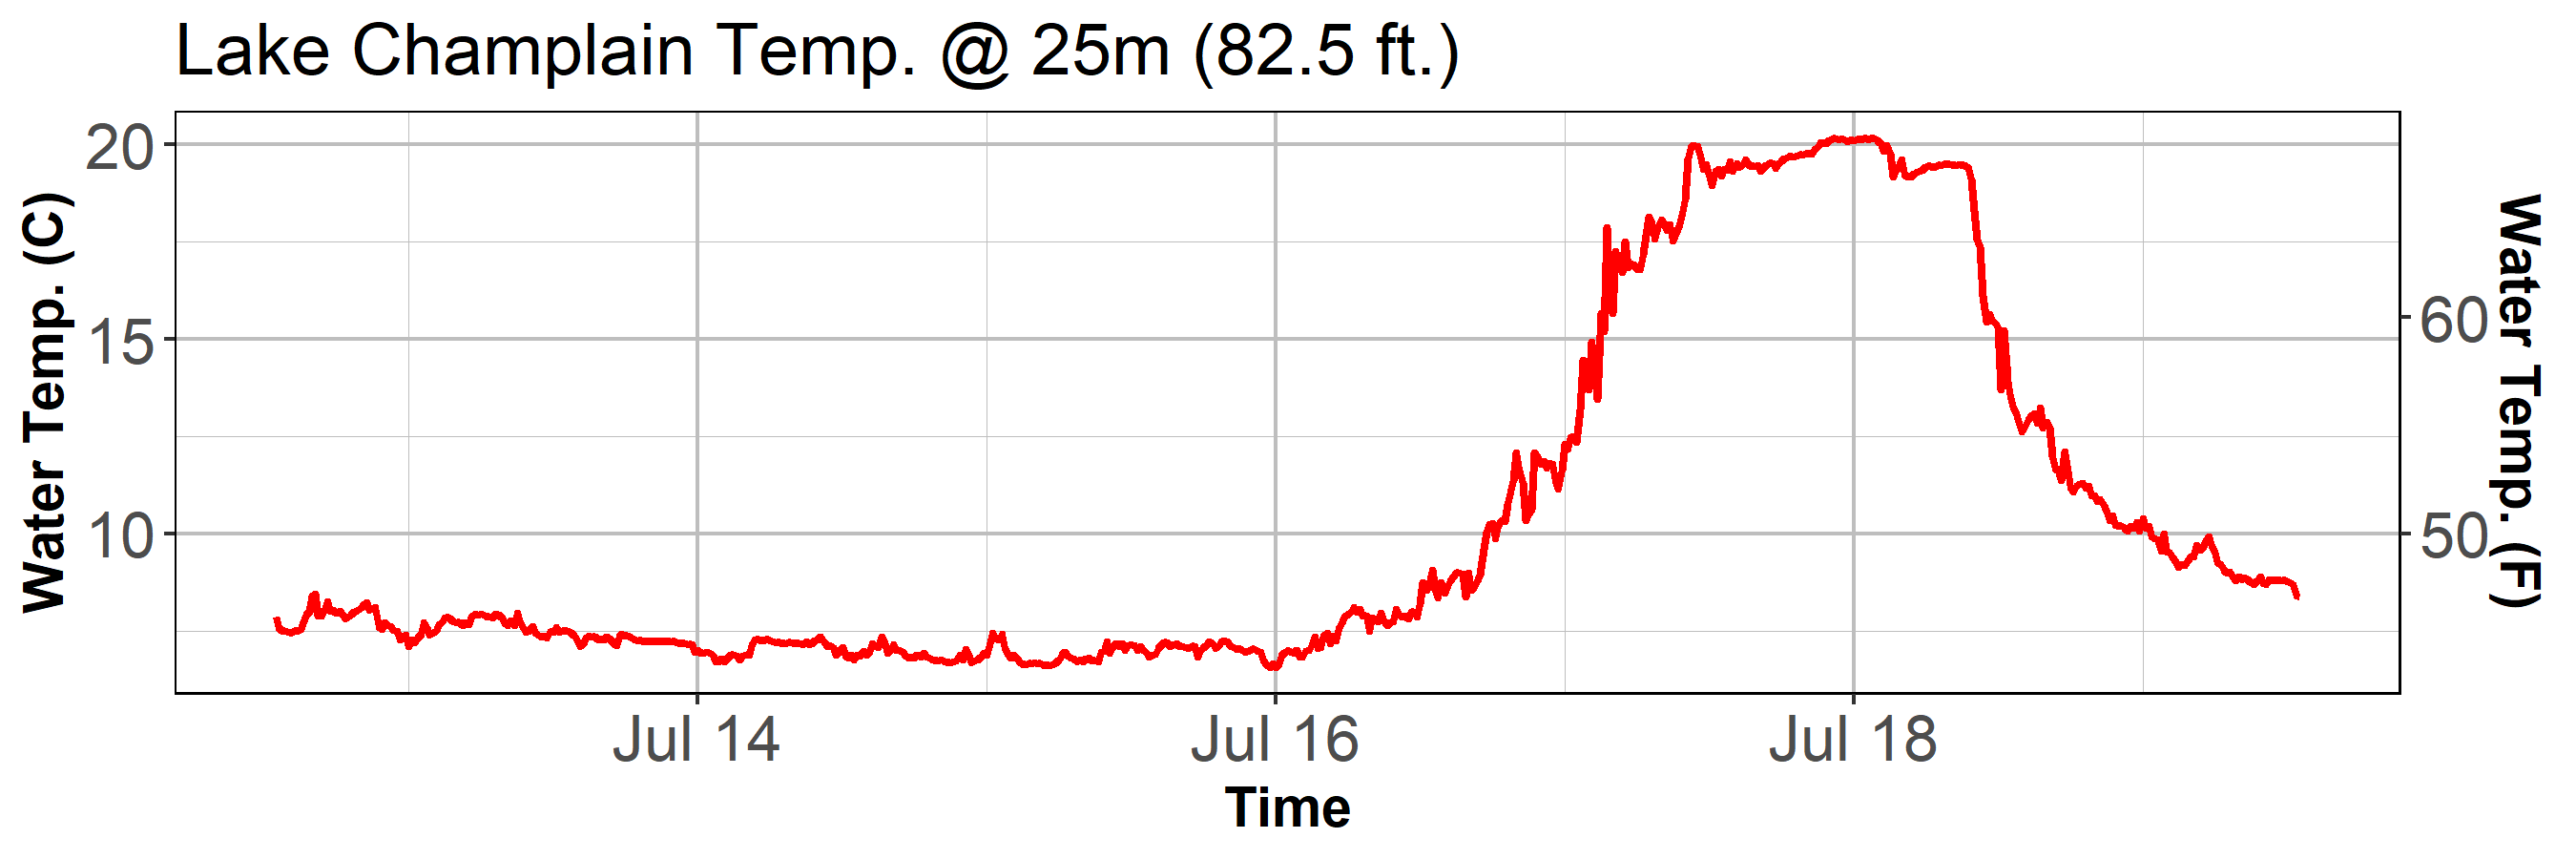 Lake Champlain Temp. @ 25m (82.5 ft.)
Water Temp. (C)
20
15
10
Water Temp. (F)
60
50
Jul 14
Jul 16
Jul 18
Time